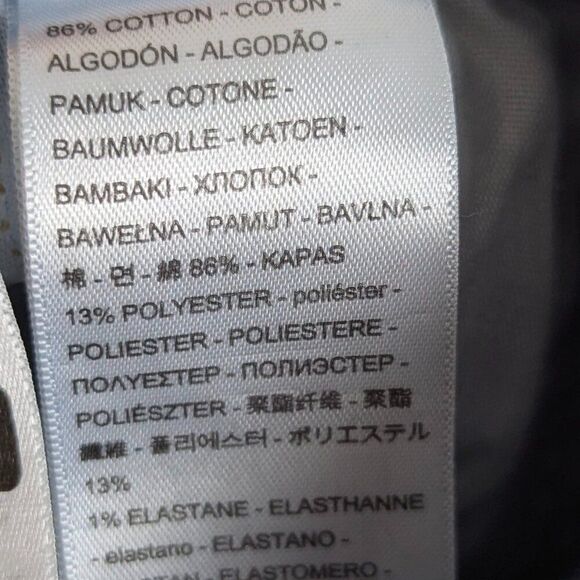 86% COTTON - COTON -
ALGODÓN - ALGODÃO -
PAMUK - COTONE -
BAUMWOLLE - KATOEN -
BAMBAKI - ХЛОПОК -
BAWEŁNA - PAMUT - BAVLNA -
棉 - 면 - 綿 86% - KAPAS
13% POLYESTER - poliéster -
POLIESTER - POLIESTERE -
ΠΟΛΥΕΣΤΕΡ - ПОЛИЭСТЕР -
POLIÉSZTER - 聚酯纤维 - 聚酯
纖維 - 폴리에스터 - ポリエステル
13%
1% ELASTANE - ELASTHANNE
- elastano - ELASTANO -
ELASTOMERO -